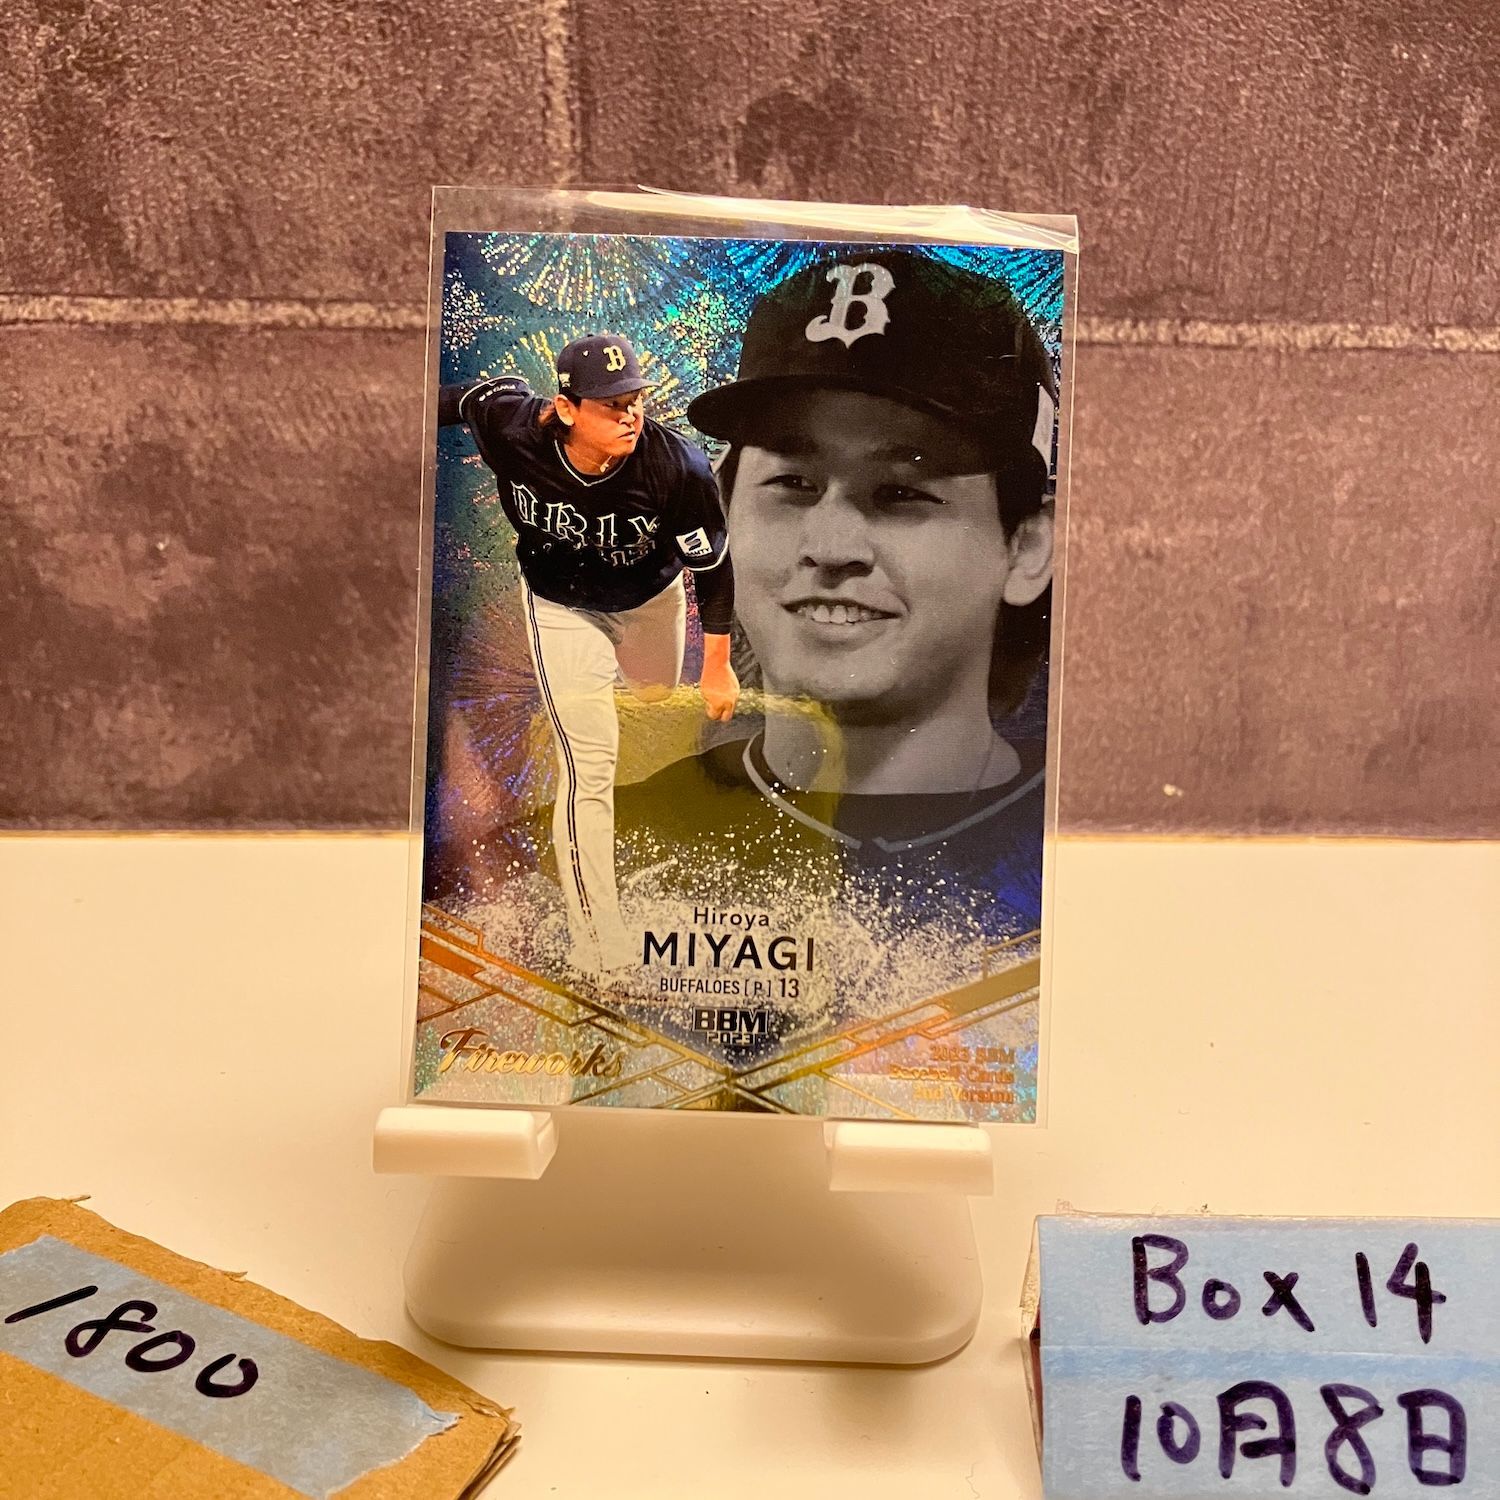 B
B
ORIX
Hiroya
MIYAGI
BUFFALOES [P] 13
BBM
2023
Fireworks
2023 BBM
Baseball Cards
2nd Version
1800
Box 14
10月8日